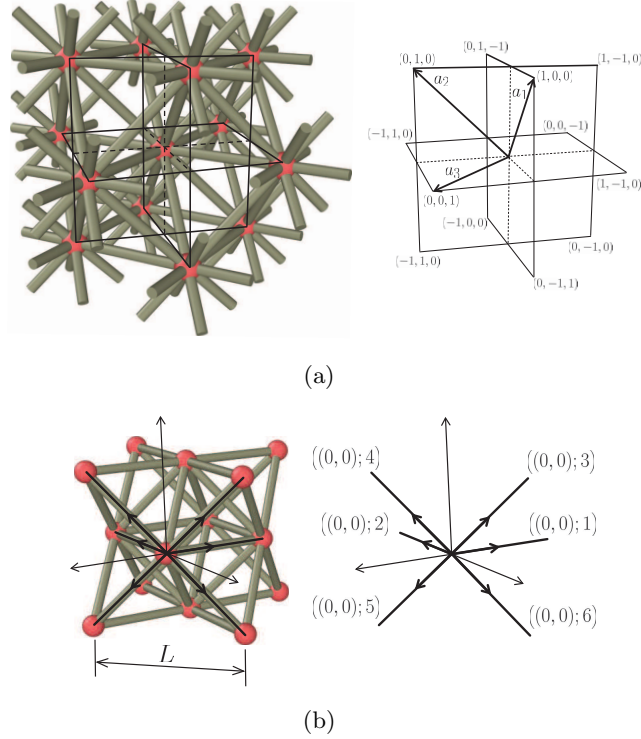 (0, 1, −1)
(0, 1, 0)
(1, −1, 0)
a₂
(1, 0, 0)
a₁
(−1, 1, 0)
(0, 0, −1)
a₃
(1, −1, 0)
(0, 0, 1)
(−1, 0, 0)
(−1, 1, 0)
(0, −1, 0)
(0, −1, 1)
(a)
((0, 0); 4)
((0, 0); 3)
((0, 0); 2)
((0, 0); 1)
((0, 0); 5)
((0, 0); 6)
L
(b)